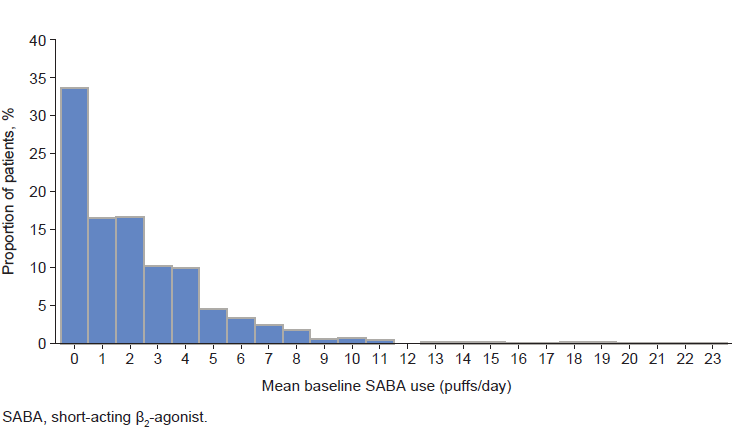 40
35
30
25
20
15
10
5
0
Proportion of patients, %
0 1 2 3 4 5 6 7 8 9 10 11 12 13 14 15 16 17 18 19 20 21 22 23
Mean baseline SABA use (puffs/day)
SABA, short-acting β₂-agonist.